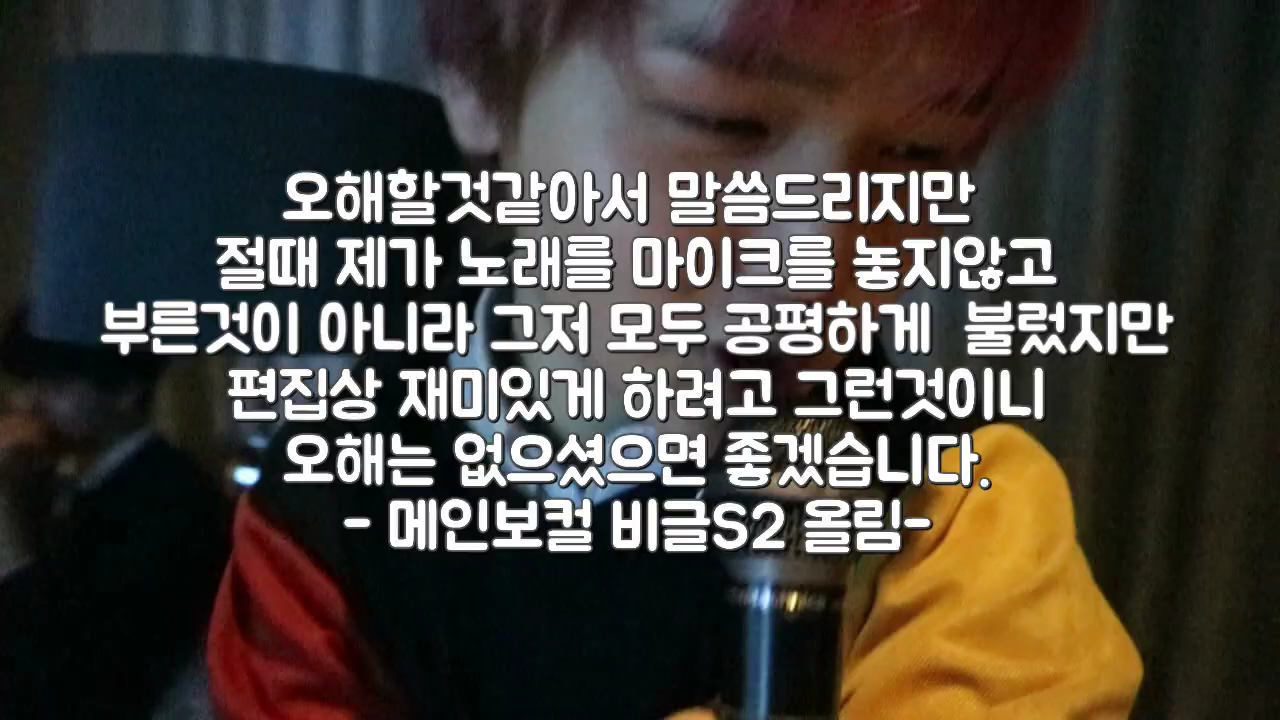 오해할것같아서 말씀드리지만
절때 제가 노래를 마이크를 놓지않고
부른것이 아니라 그저 모두 공평하게 불렀지만
편집상 재미있게 하려고 그런것이니
오해는 없으셨으면 좋겠습니다.
- 메인보컬 비글S2 올림-